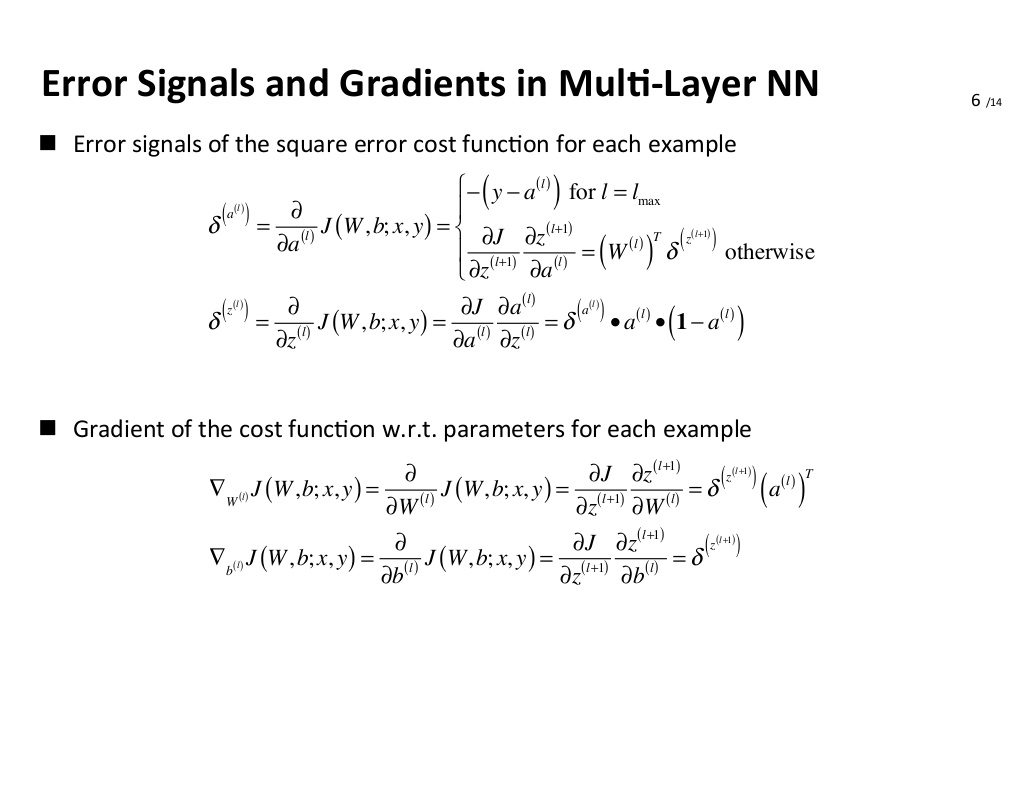 Error Signals and Gradients in Multi-Layer NN
6 /14
■ Error signals of the square error cost function for each example
δ^(a^(l)) = ∂/∂a^(l) J(W,b;x,y) = { −(y − a^(l)) for l = l_max
∂J/∂z^(l+1) ∂z^(l+1)/∂a^(l) = (W^(l))^T δ^(z^(l+1)) otherwise
δ^(z^(l)) = ∂/∂z^(l) J(W,b;x,y) = ∂J/∂a^(l) ∂a^(l)/∂z^(l) = δ^(a^(l)) • a^(l) • (1 − a^(l))
■ Gradient of the cost function w.r.t. parameters for each example
∇_W^(l) J(W,b;x,y) = ∂/∂W^(l) J(W,b;x,y) = ∂J/∂z^(l+1) ∂z^(l+1)/∂W^(l) = δ^(z^(l+1)) (a^(l))^T
∇_b^(l) J(W,b;x,y) = ∂/∂b^(l) J(W,b;x,y) = ∂J/∂z^(l+1) ∂z^(l+1)/∂b^(l) = δ^(z^(l+1))